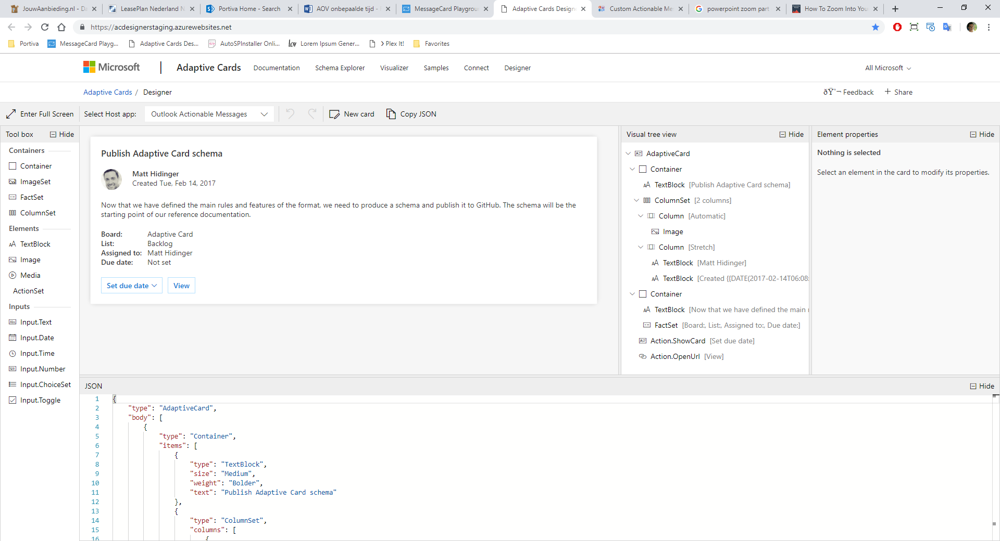 JouwAanbieding.nl - Da
LeasePlan Nederland N
Portiva Home - Search
AOV onbepaalde tijd -
MessageCard Playgrou
Adaptive Cards Design
Custom Actionable Me
powerpoint zoom part
How To Zoom Into You
https://acdesignerstaging.azurewebsites.net
Portiva
MessageCard Playg...
Adaptive Cards Des...
AutoSPInstaller Onli...
Lorem Ipsum Gener...
> Plex It!
Favorites
Microsoft
Adaptive Cards
Documentation
Schema Explorer
Visualizer
Samples
Connect
Designer
All Microsoft
Adaptive Cards / Designer
ðŸ’¬ Feedback
+ Share
Enter Full Screen
Select Host app:
Outlook Actionable Messages
New card
Copy JSON
Tool box
Hide
Containers
Container
ImageSet
FactSet
ColumnSet
Elements
TextBlock
Image
Media
ActionSet
Inputs
Input.Text
Input.Date
Input.Time
Input.Number
Input.ChoiceSet
Input.Toggle
Publish Adaptive Card schema
Matt Hidinger
Created Tue, Feb 14, 2017
Now that we have defined the main rules and features of the format, we need to produce a schema and publish it to GitHub. The schema will be the
starting point of our reference documentation.
Board: Adaptive Card
List: Backlog
Assigned to: Matt Hidinger
Due date: Not set
Set due date
View
Visual tree view
Hide
AdaptiveCard
Container
TextBlock [Publish Adaptive Card schema]
ColumnSet [2 columns]
Column [Automatic]
Image
Column [Stretch]
TextBlock [Matt Hidinger]
TextBlock [Created {{DATE(2017-02-14T06:08:
Container
TextBlock [Now that we have defined the main r
FactSet [Board:, List:, Assigned to:, Due date:]
Action.ShowCard [Set due date]
Action.OpenUrl [View]
Element properties
Hide
Nothing is selected
Select an element in the card to modify its properties.
JSON
Hide
1 {
2 "type": "AdaptiveCard",
3 "body": [
4 {
5 "type": "Container",
6 "items": [
7 {
8 "type": "TextBlock",
9 "size": "Medium",
10 "weight": "Bolder",
11 "text": "Publish Adaptive Card schema"
12 },
13 {
14 "type": "ColumnSet",
15 "columns": [
16 {